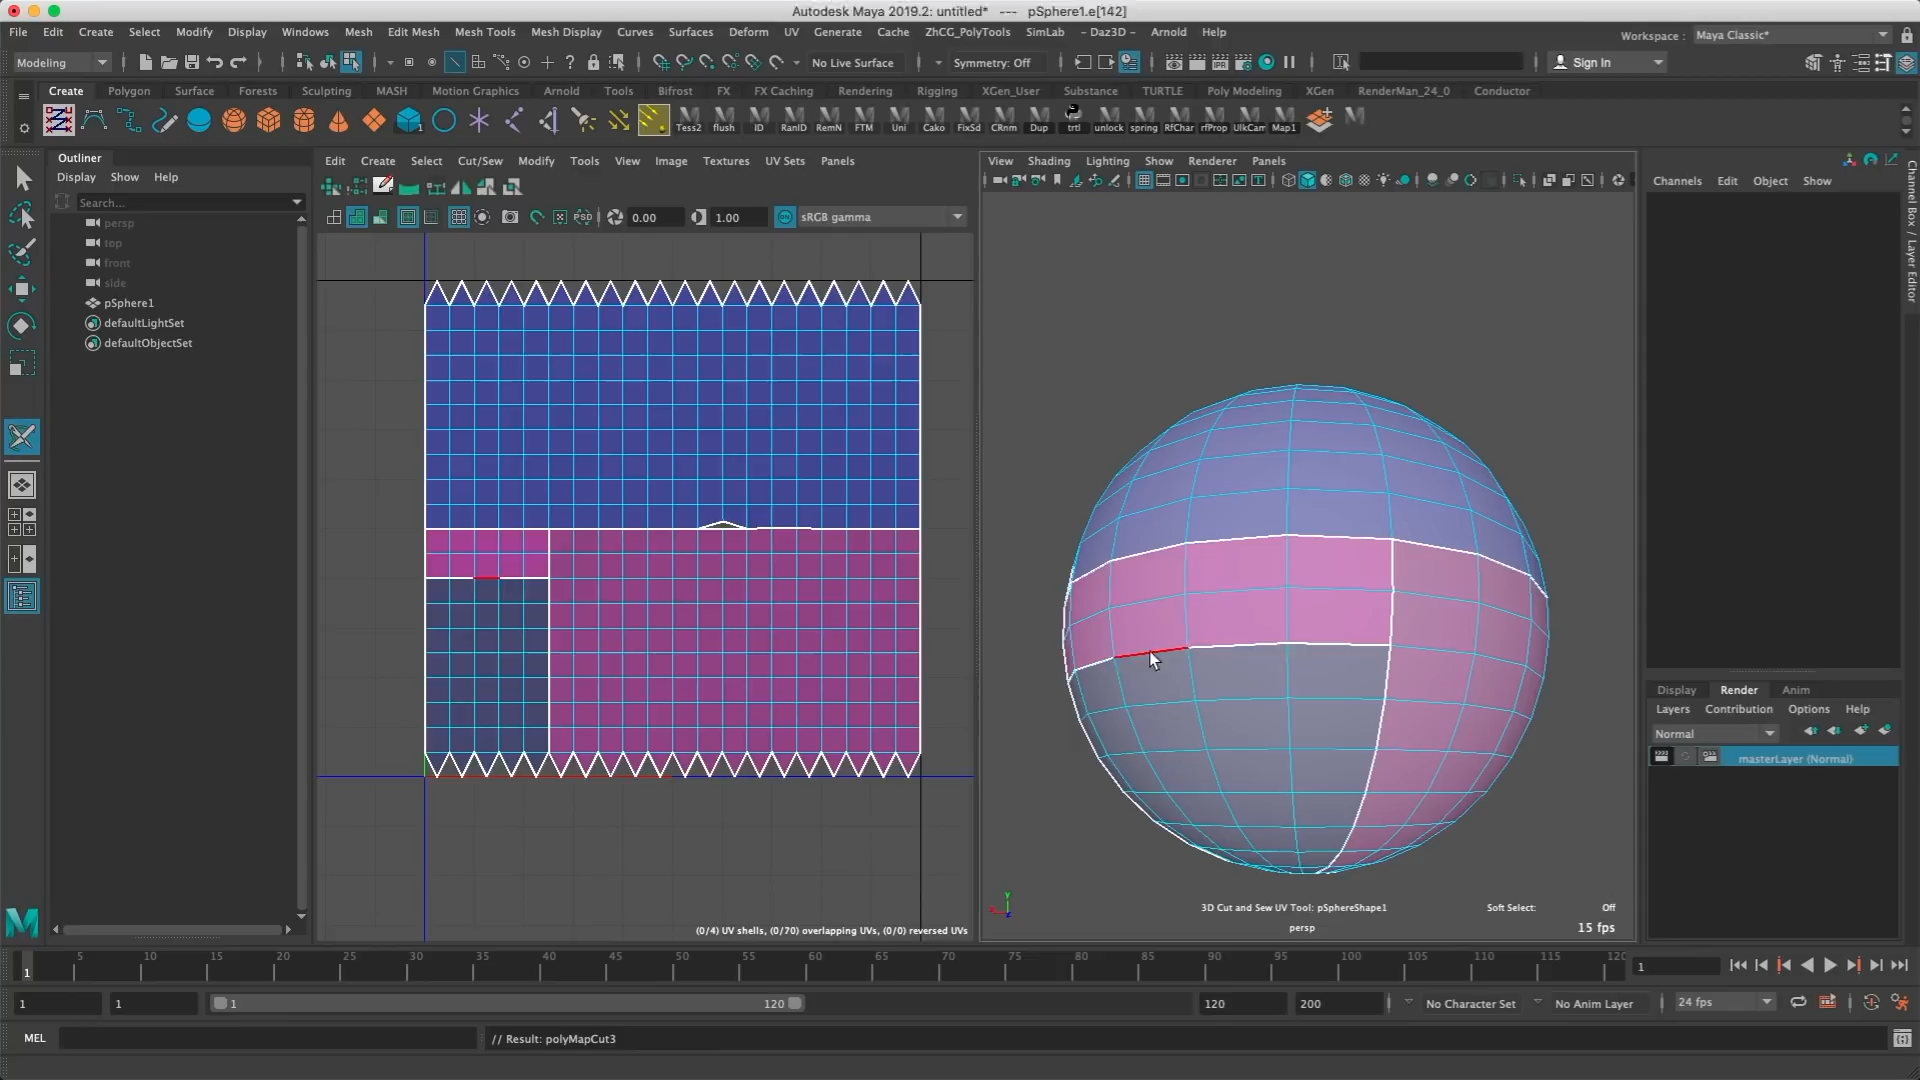 Autodesk Maya 2019.2: untitled* --- pSphere1.e[142]
File Edit Create Select Modify Display Windows Mesh Edit Mesh Mesh Tools Mesh Display Curves Surfaces Deform UV Generate Cache ZhCG_PolyTools SimLab - Daz3D - Arnold Help
Workspace : Maya Classic*
Modeling No Live Surface Symmetry: Off Sign In
Create Polygon Surface Forests Sculpting MASH Motion Graphics Arnold Tools Bifrost FX FX Caching Rendering Rigging XGen_User Substance TURTLE Poly Modeling XGen RenderMan_24_0 Conductor
Tess2 flush ID RanID RemN FTM Uni Cako FixSd CRnm Dup trtl unlock spring RfChar rfProp UlkCam Map1
Outliner
Display Show Help
Search...
persp
top
front
side
pSphere1
defaultLightSet
defaultObjectSet
Edit Create Select Cut/Sew Modify Tools View Image Textures UV Sets Panels
PSD 0.00 1.00 ON sRGB gamma
(0/4) UV shells, (0/70) overlapping UVs, (0/0) reversed UVs
View Shading Lighting Show Renderer Panels
3D Cut and Sew UV Tool: pSphereShape1 Soft Select: Off
persp 15 fps
Channels Edit Object Show
Channel Box / Layer Editor
Display Render Anim
Layers Contribution Options Help
Normal
masterLayer (Normal)
1 5 10 15 20 25 30 35 40 45 50 55 60 65 70 75 80 85 90 95 100 105 110 115 120 1
1 1 1 120 120 200 No Character Set No Anim Layer 24 fps
MEL // Result: polyMapCut3